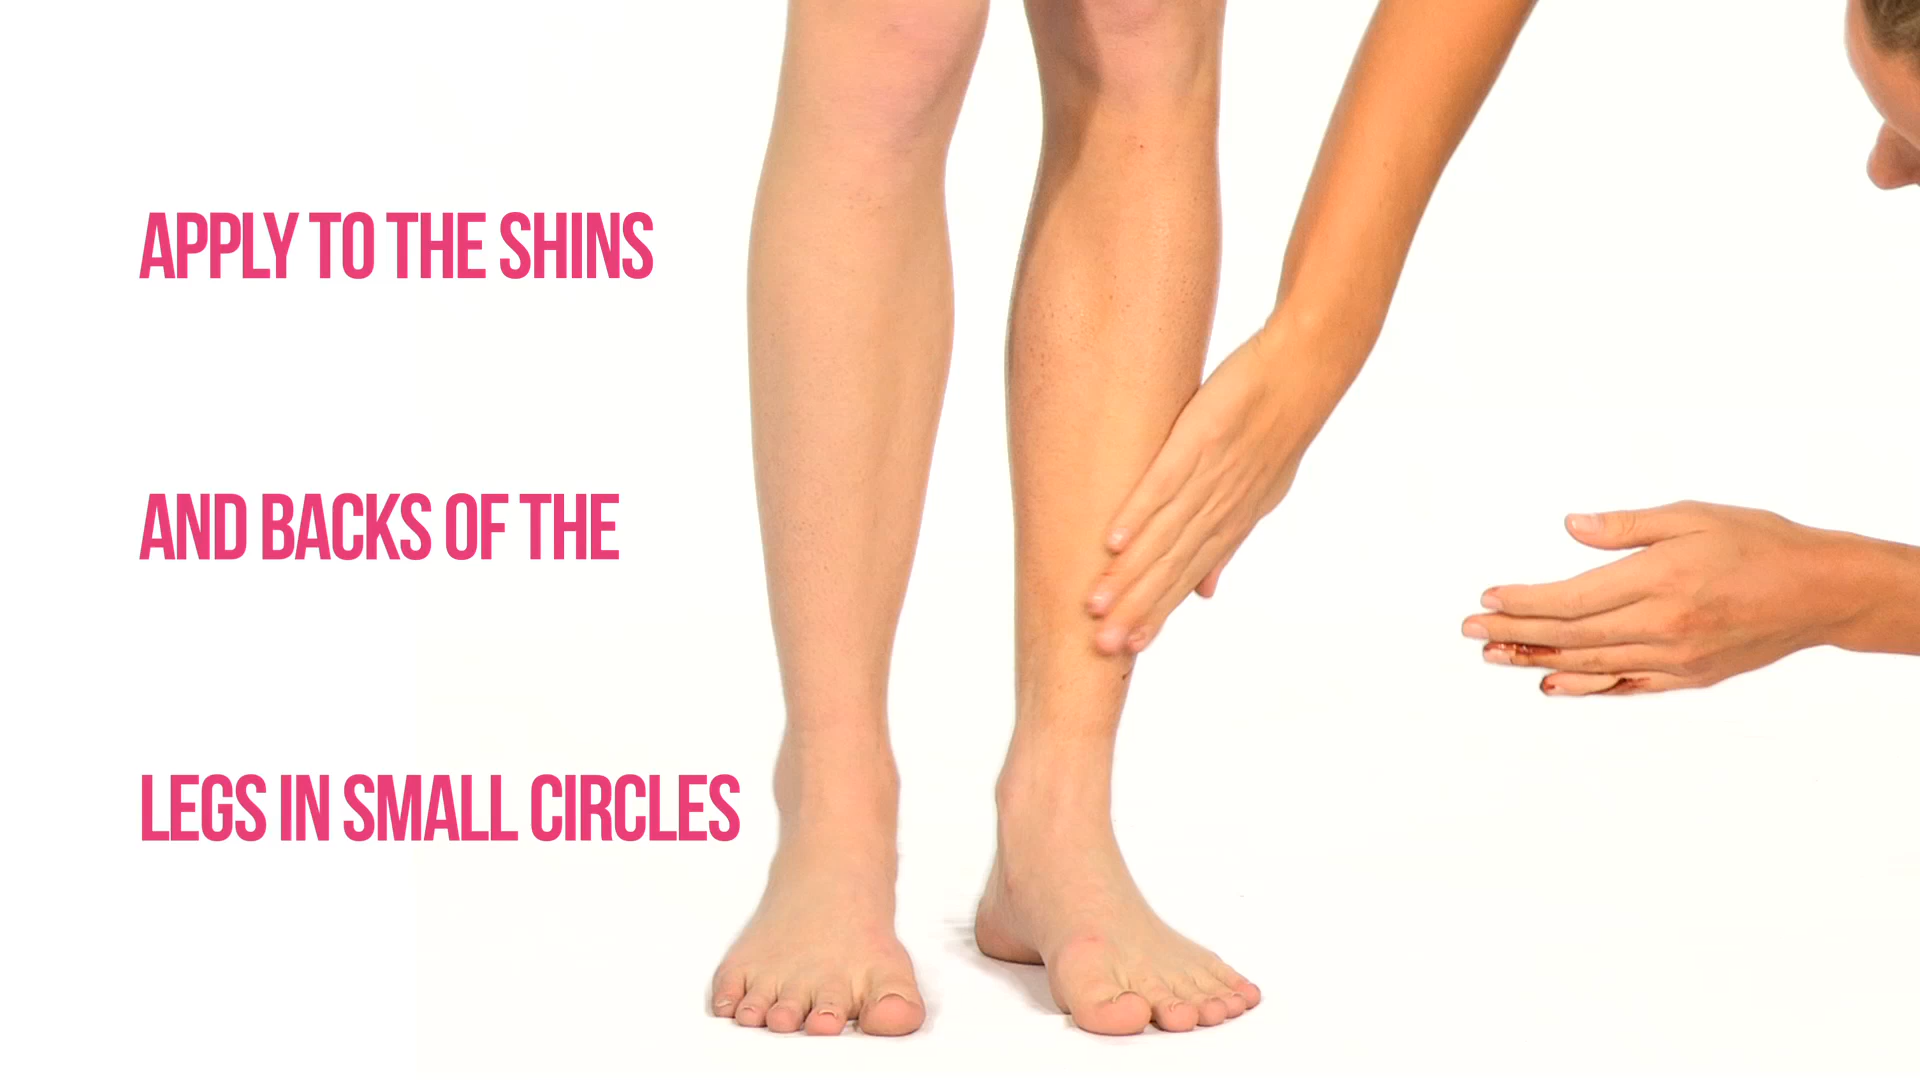 APPLY TO THE SHINS
AND BACKS OF THE
LEGS IN SMALL CIRCLES